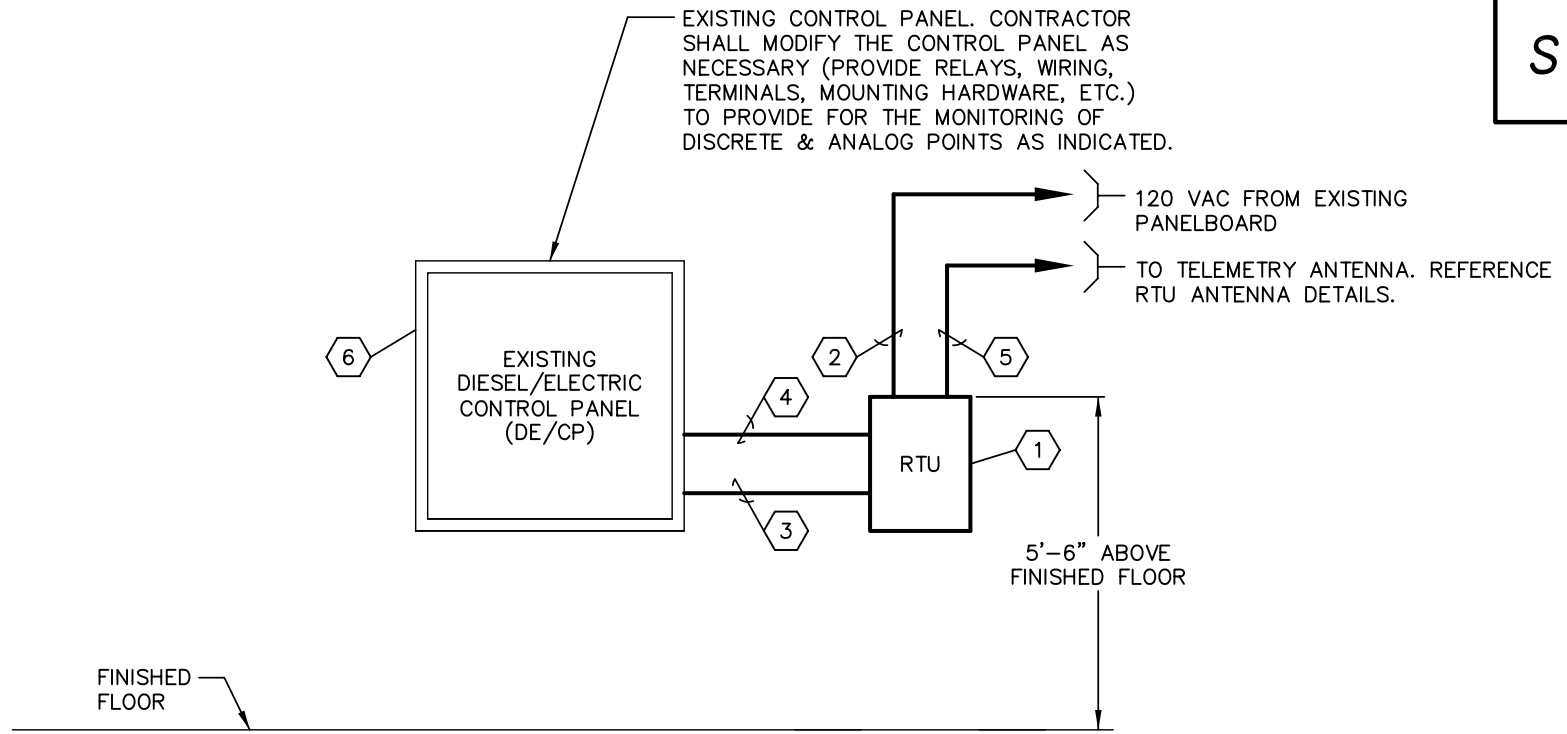 EXISTING CONTROL PANEL. CONTRACTOR
SHALL MODIFY THE CONTROL PANEL AS
NECESSARY (PROVIDE RELAYS, WIRING,
TERMINALS, MOUNTING HARDWARE, ETC.)
TO PROVIDE FOR THE MONITORING OF
DISCRETE & ANALOG POINTS AS INDICATED.
S
120 VAC FROM EXISTING
PANELBOARD
TO TELEMETRY ANTENNA. REFERENCE
RTU ANTENNA DETAILS.
6
EXISTING
DIESEL/ELECTRIC
CONTROL PANEL
(DE/CP)
2
5
4
RTU
1
3
5'-6" ABOVE
FINISHED FLOOR
FINISHED
FLOOR